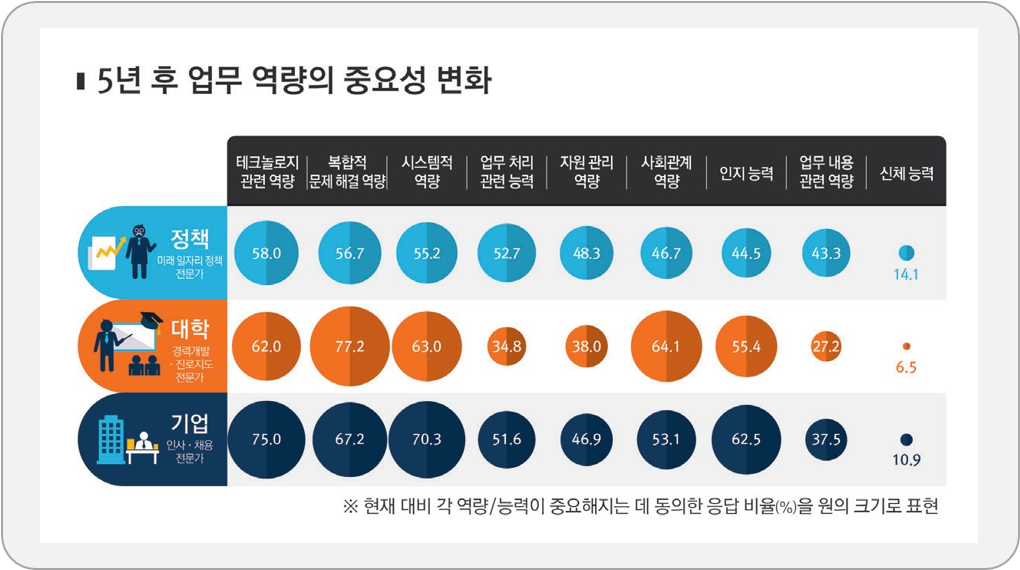 5년 후 업무 역량의 중요성 변화
테크놀로지 관련 역량
복합적 문제 해결 역량
시스템적 역량
업무 처리 관련 능력
자원 관리 역량
사회관계 역량
인지 능력
업무 내용 관련 역량
신체 능력
정책
미래 일자리 정책
전문가
58.0 56.7 55.2 52.7 48.3 46.7 44.5 43.3 14.1
대학
경력개발
· 진로지도
전문가
62.0 77.2 63.0 34.8 38.0 64.1 55.4 27.2 6.5
기업
인사 · 채용
전문가
75.0 67.2 70.3 51.6 46.9 53.1 62.5 37.5 10.9
※ 현재 대비 각 역량/능력이 중요해지는 데 동의한 응답 비율(%)을 원의 크기로 표현